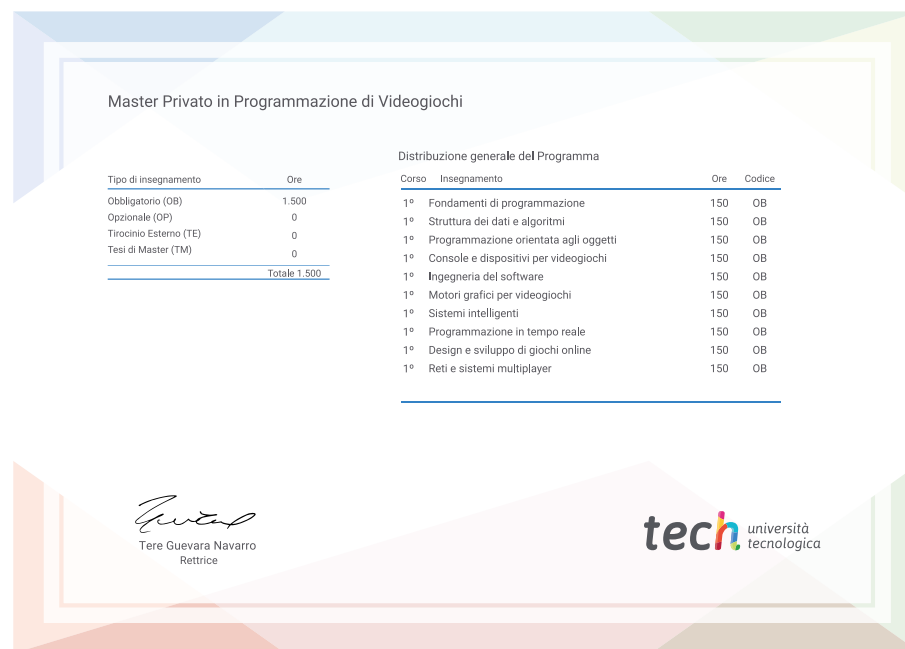 Master Privato in Programmazione di Videogiochi
Tipo di insegnamento Ore
Obbligatorio (OB) 1.500
Opzionale (OP) 0
Tirocinio Esterno (TE) 0
Tesi di Master (TM) 0
Totale 1.500
Distribuzione generale del Programma
Corso Insegnamento Ore Codice
1º Fondamenti di programmazione 150 OB
1º Struttura dei dati e algoritmi 150 OB
1º Programmazione orientata agli oggetti 150 OB
1º Console e dispositivi per videogiochi 150 OB
1º Ingegneria del software 150 OB
1º Motori grafici per videogiochi 150 OB
1º Sistemi intelligenti 150 OB
1º Programmazione in tempo reale 150 OB
1º Design e sviluppo di giochi online 150 OB
1º Reti e sistemi multiplayer 150 OB
Tere Guevara Navarro
Rettrice
tech università
tecnologica